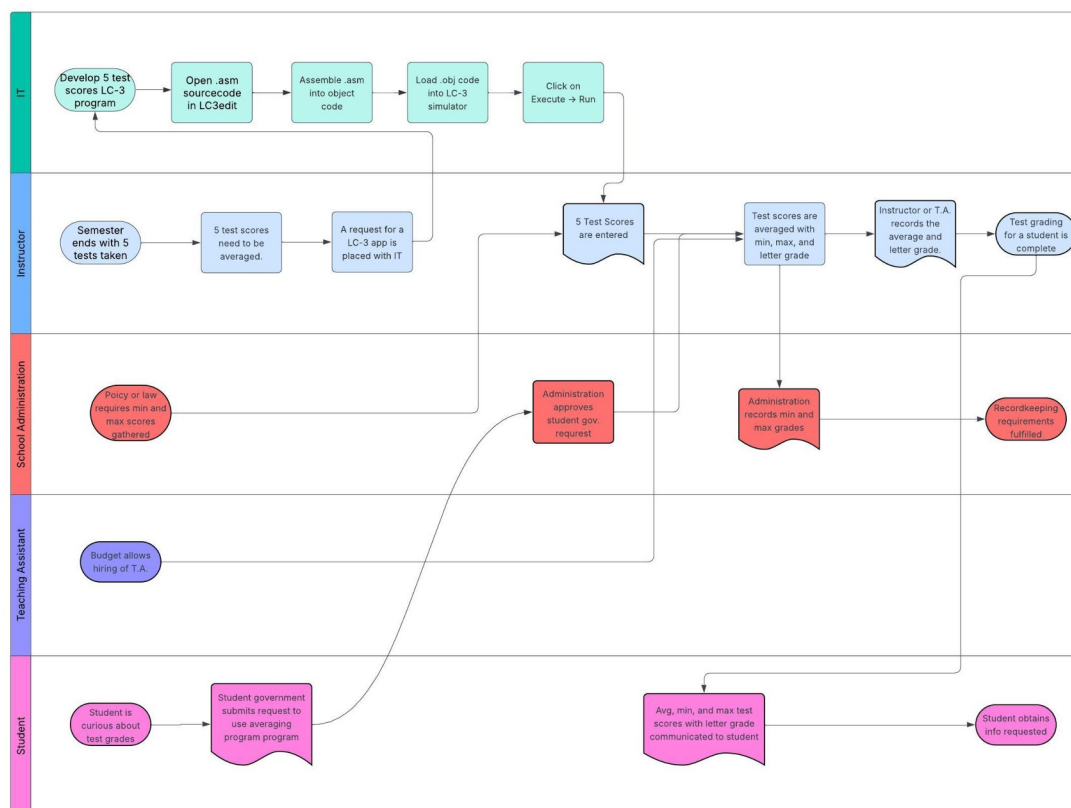 IT
Develop 5 test
scores LC-3
program
Open .asm
sourcecode
in LC3edit
Assemble .asm
into object
code
Load .obj code
into LC-3
simulator
Click on
Execute → Run
Instructor
Semester
ends with 5
tests taken
5 test scores
need to be
averaged.
A request for a
LC-3 app is
placed with IT
5 Test Scores
are entered
Test scores are
averaged with
min, max, and
letter grade
Instructor or T.A.
records the
average and
letter grade.
Test grading
for a student is
complete
School Administration
Poicy or law
requires min and
max scores
gathered
Administration
approves
student gov.
requrest
Administration
records min and
max grades
Recordkeeping
requirements
fulfilled
Teaching Assistant
Budget allows
hiring of T.A.
Student
Student is
curious about
test grades
Student government
submits request to
use averaging
program program
Avg, min, and max test
scores with letter grade
communicated to student
Student obtains
info requested